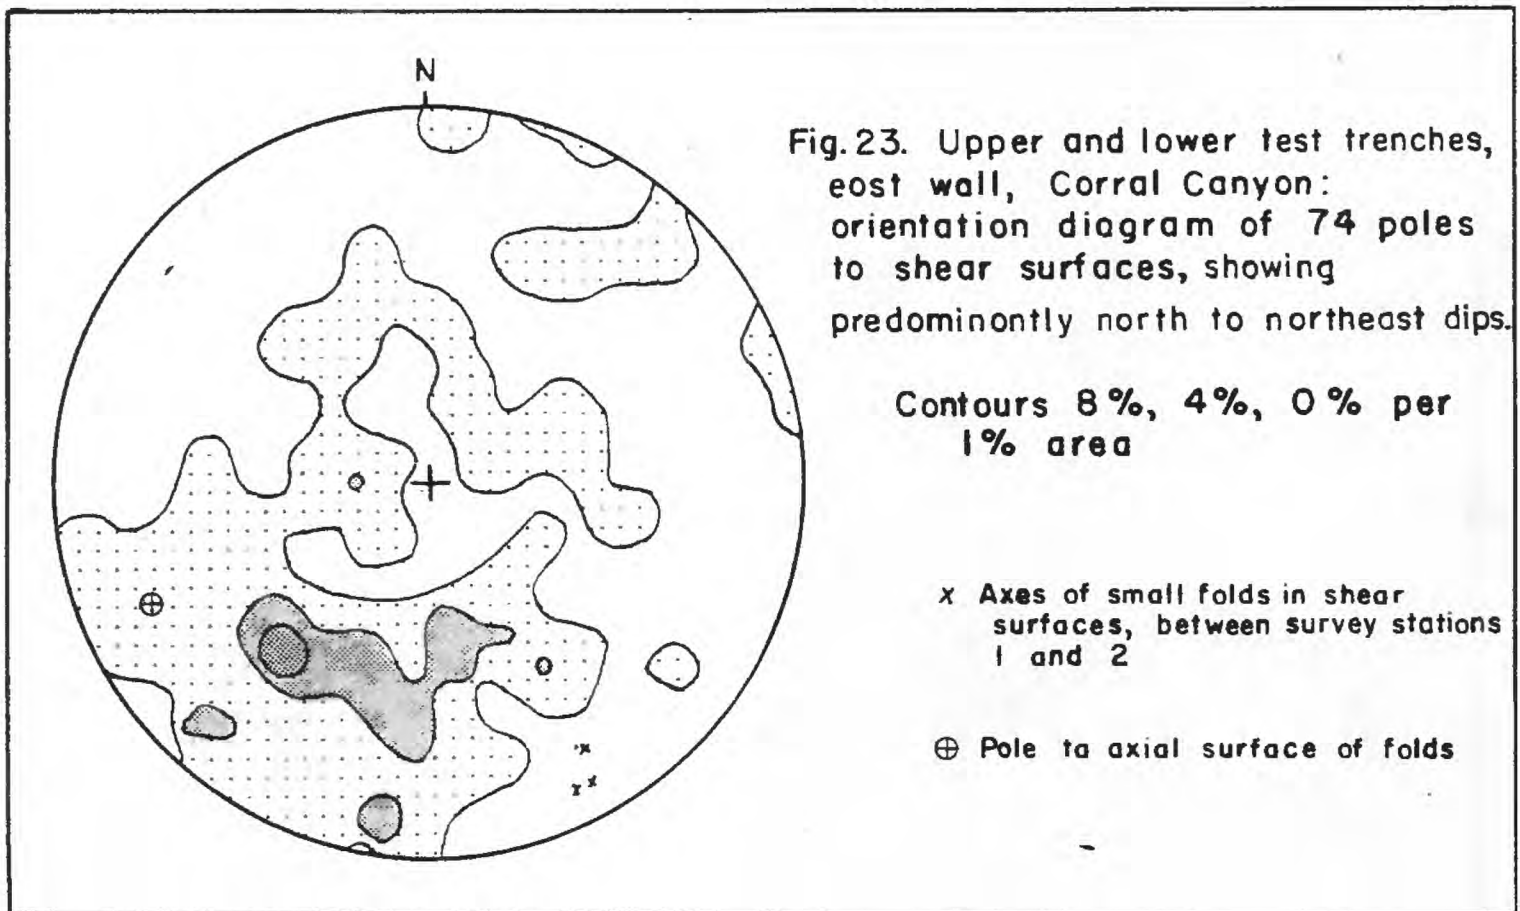 N
Fig. 23. Upper and lower test trenches,
eost wall, Corral Canyon:
orientation diagram of 74 poles
to shear surfaces, showing
predominontly north to northeast dips.
Contours 8%, 4%, 0% per
1% area
x Axes of small folds in shear
surfaces, between survey stations
1 and 2
⊕ Pole ta axial surface of folds